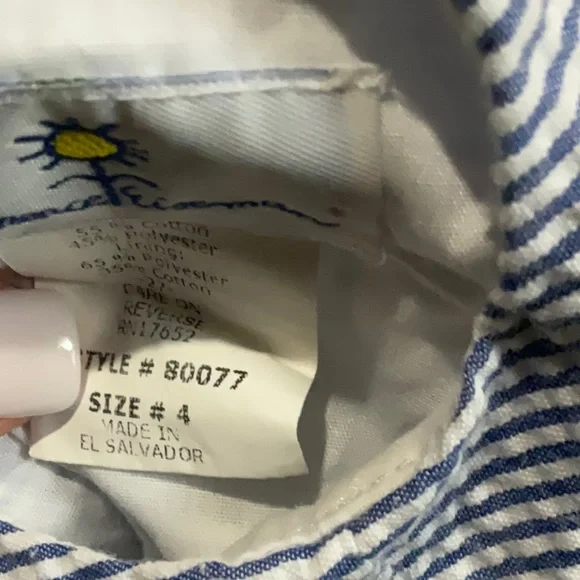 Eiseman
55% Cotton
45% Polyester
Lining:
65% Polyester
35% Cotton
CARE ON
REVERSE
RN17652
STYLE # 80077
SIZE # 4
MADE IN
EL SALVADOR